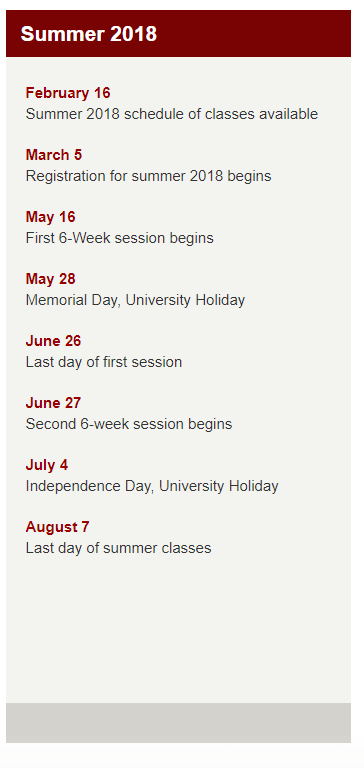 Summer 2018
February 16
Summer 2018 schedule of classes available
March 5
Registration for summer 2018 begins
May 16
First 6-Week session begins
May 28
Memorial Day, University Holiday
June 26
Last day of first session
June 27
Second 6-week session begins
July 4
Independence Day, University Holiday
August 7
Last day of summer classes